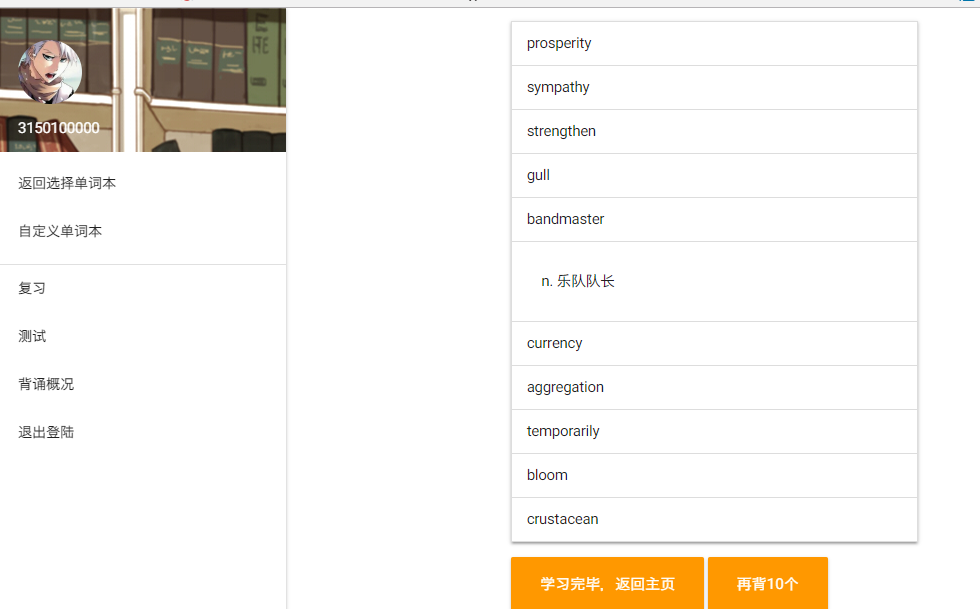 3150100000
返回选择单词本
自定义单词本
复习
测试
背诵概况
退出登陆
prosperity
sympathy
strengthen
gull
bandmaster
n. 乐队队长
currency
aggregation
temporarily
bloom
crustacean
学习完毕，返回主页
再背10个